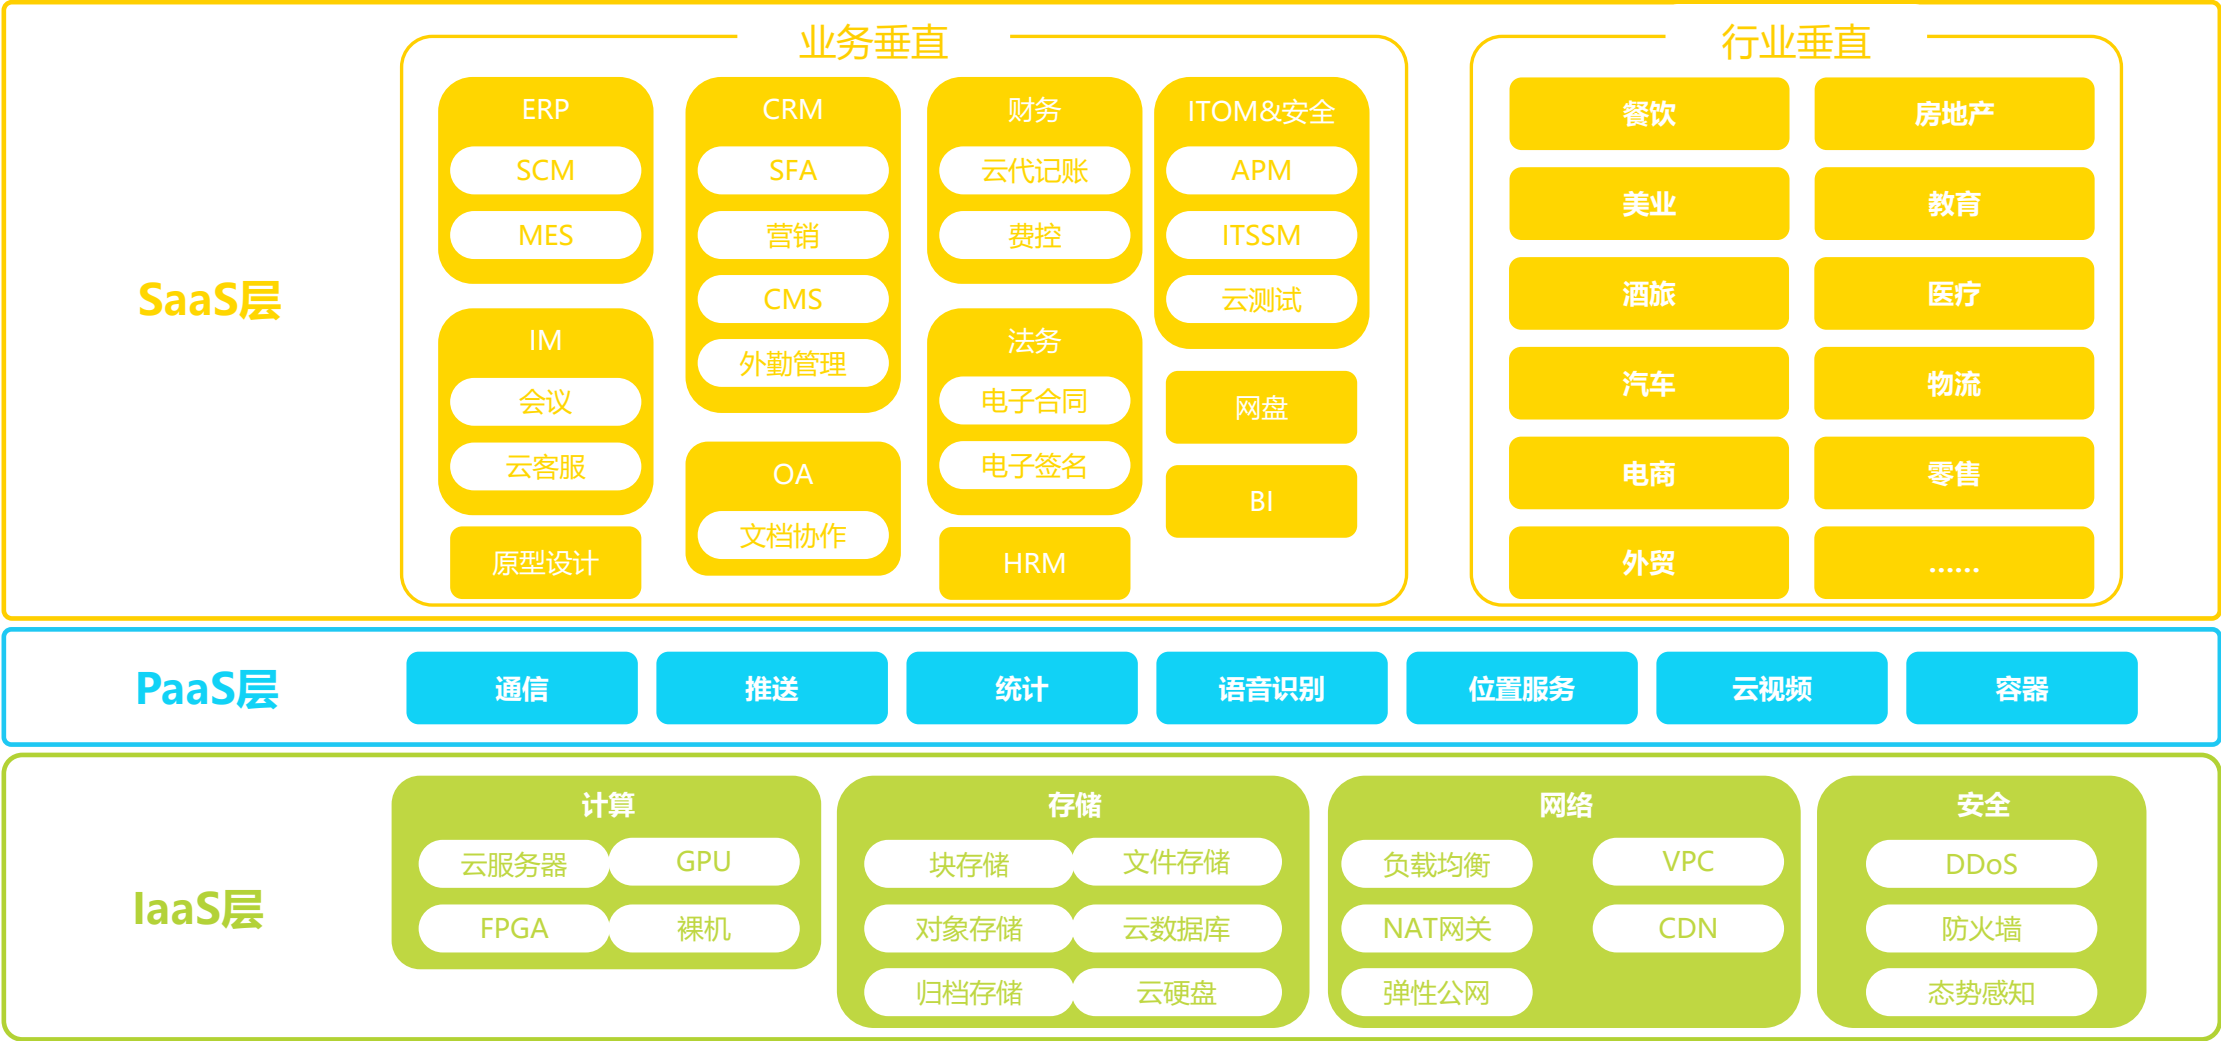 SaaS层
业务垂直
ERP
SCM
MES
IM
会议
云客服
原型设计
CRM
SFA
营销
CMS
外勤管理
OA
文档协作
财务
云代记账
费控
法务
电子合同
电子签名
HRM
ITOM&安全
APM
ITSSM
云测试
网盘
BI
行业垂直
餐饮
房地产
美业
教育
酒旅
医疗
汽车
物流
电商
零售
外贸
......
PaaS层
通信
推送
统计
语音识别
位置服务
云视频
容器
IaaS层
计算
云服务器
GPU
FPGA
裸机
存储
块存储
文件存储
对象存储
云数据库
归档存储
云硬盘
网络
负载均衡
VPC
NAT网关
CDN
弹性公网
安全
DDoS
防火墙
态势感知